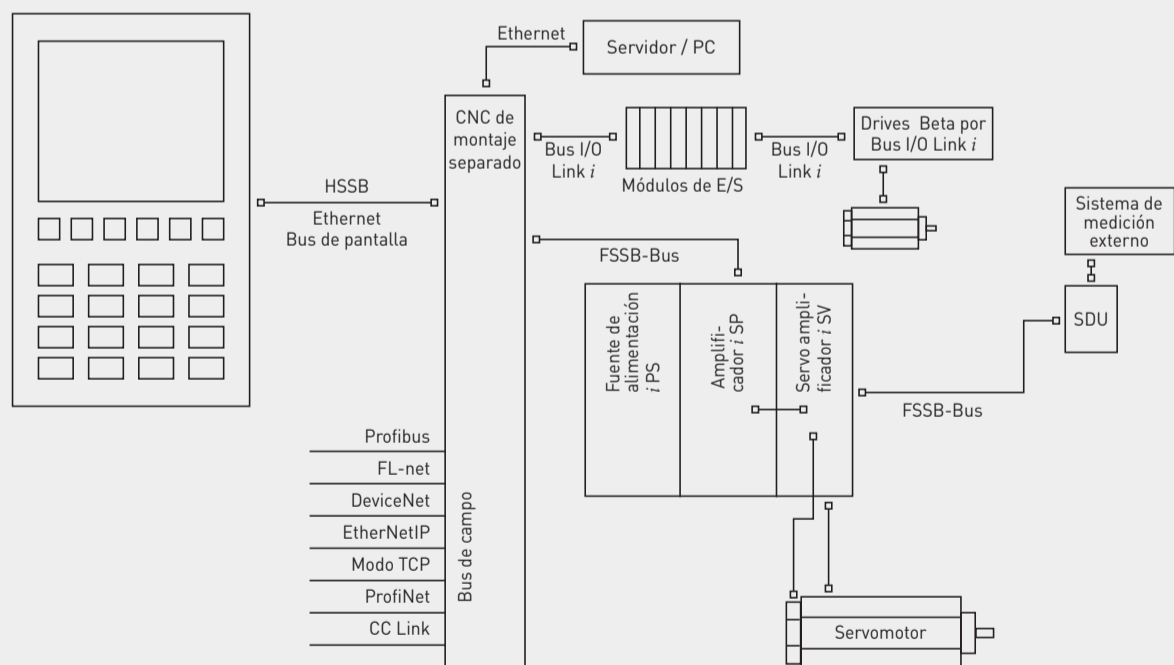 Ethernet
Servidor / PC
CNC de
montaje
separado
Bus I/O
Link i
Módulos de E/S
Bus I/O
Link i
Drives Beta por
Bus I/O Link i
HSSB
Ethernet
Bus de pantalla
FSSB-Bus
Sistema de
medición
externo
SDU
Fuente de
alimentación
i PS
Amplifi-
cador i SP
Servo ampli-
ficador i SV
FSSB-Bus
Profibus
FL-net
DeviceNet
EtherNetIP
Modo TCP
ProfiNet
CC Link
Bus de campo
Servomotor